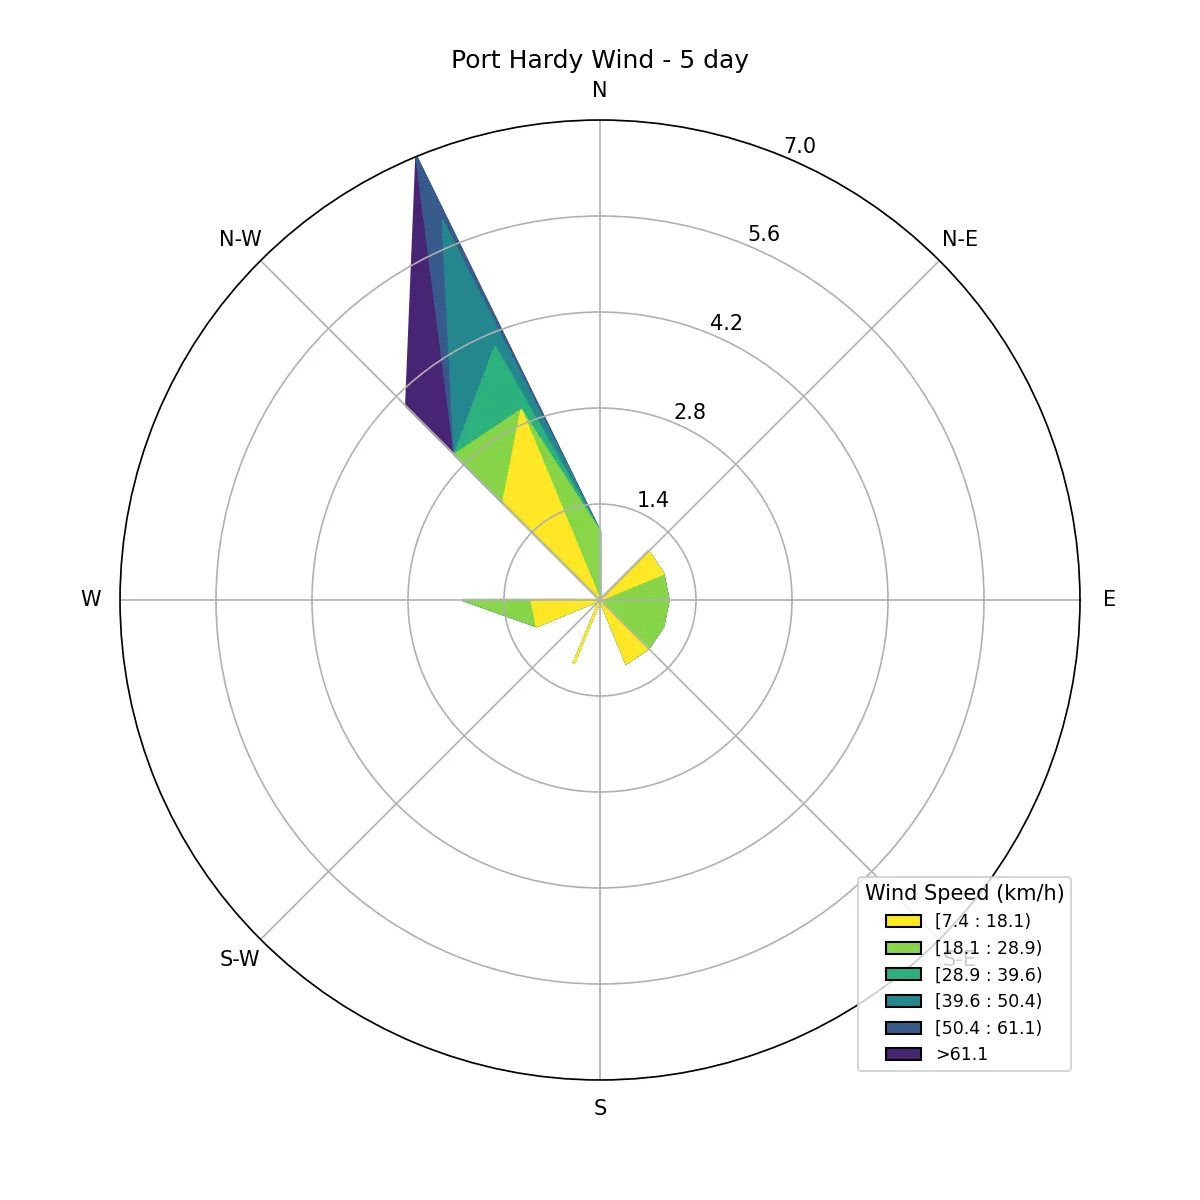 Port Hardy Wind - 5 day
N
7.0
N-W
N-E
5.6
4.2
2.8
1.4
W
E
Wind Speed (km/h)
[7.4 : 18.1)
[18.1 : 28.9)
S-W
S-E
[28.9 : 39.6)
[39.6 : 50.4)
[50.4 : 61.1)
>61.1
S